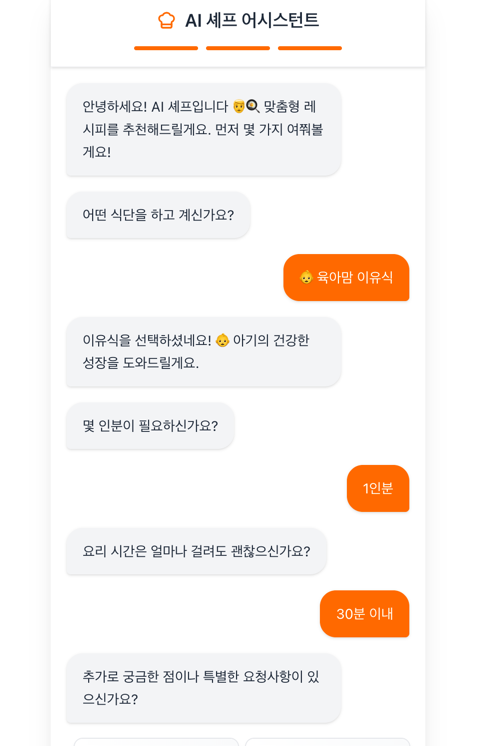 AI 셰프 어시스턴트
안녕하세요! AI 셰프입니다 👨‍🍳 맞춤형 레
시피를 추천해드릴게요. 먼저 몇 가지 여쭤볼
게요!
어떤 식단을 하고 계신가요?
👶 육아맘 이유식
이유식을 선택하셨네요! 👶 아기의 건강한
성장을 도와드릴게요.
몇 인분이 필요하신가요?
1인분
요리 시간은 얼마나 걸려도 괜찮으신가요?
30분 이내
추가로 궁금한 점이나 특별한 요청사항이 있
으신가요?